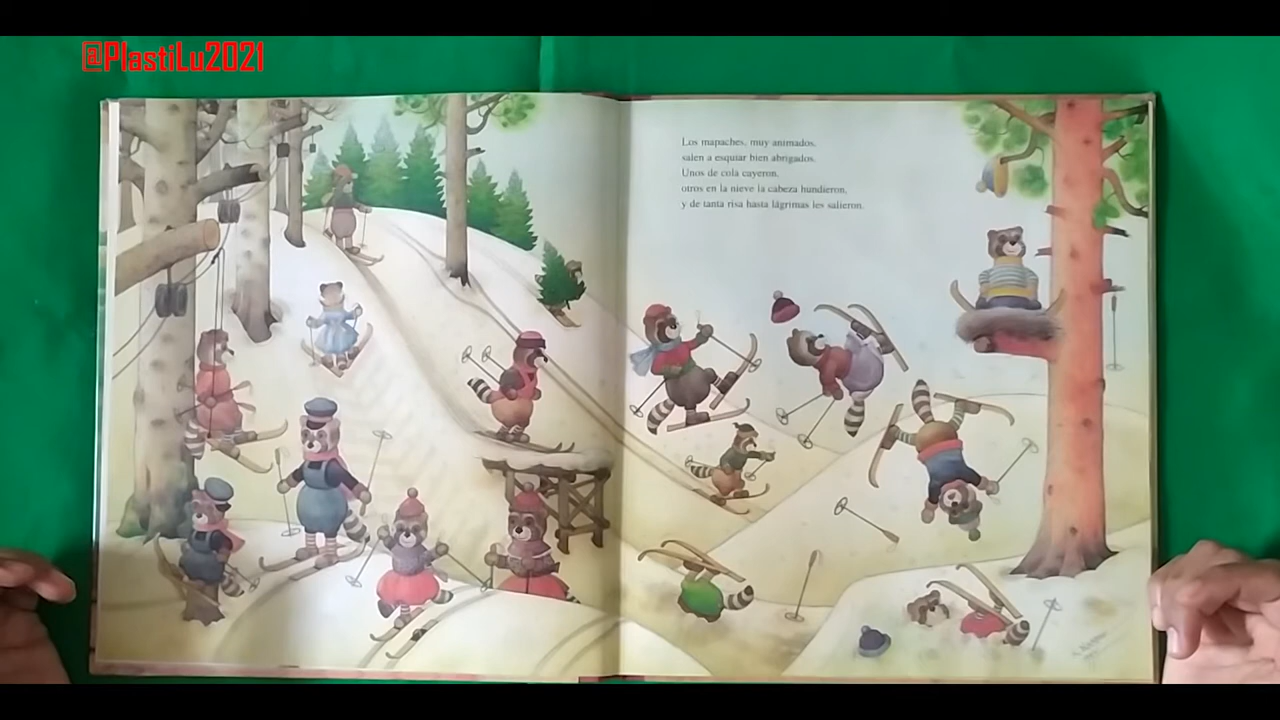 @PlastiLu2021
Los mapaches, muy animados,
salen a esquiar bien abrigados.
Unos de cola cayeron,
otros en la nieve la cabeza hundieron,
y de tanta risa hasta lágrimas les salieron.